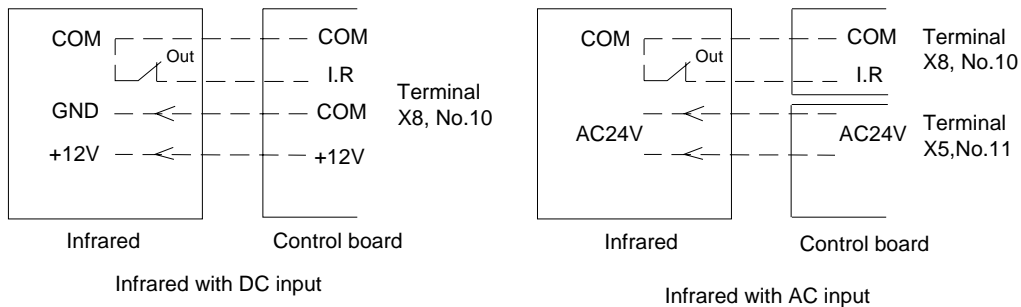 COM
Out
COM
I.R
GND
COM
+12V
+12V
Terminal
X8, No.10
Infrared
Control board
Infrared with DC input
COM
Out
COM
I.R
Terminal
X8, No.10
AC24V
AC24V
Terminal
X5,No.11
Infrared
Control board
Infrared with AC input